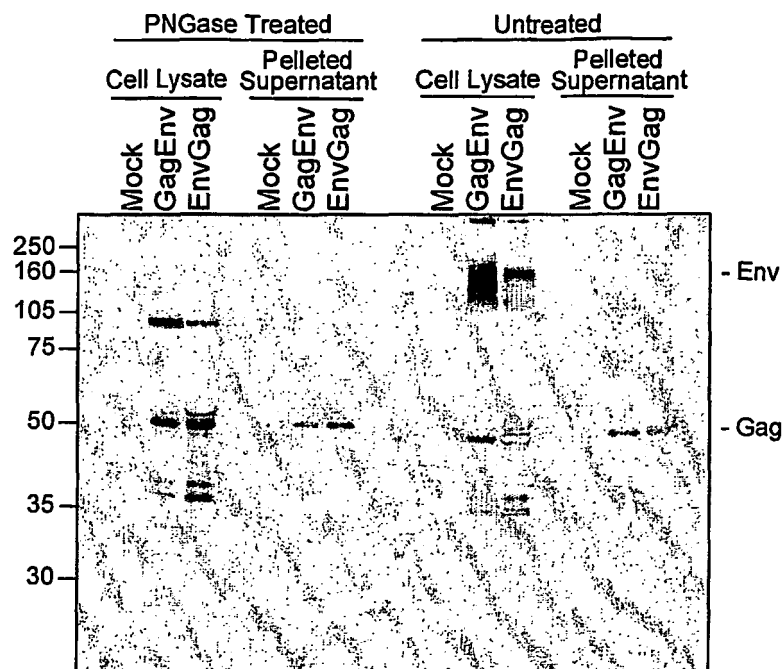 PNGase Treated Untreated
Cell Lysate Pelleted Supernatant Cell Lysate Pelleted Supernatant
Mock GagEnv EnvGag Mock GagEnv EnvGag Mock GagEnv EnvGag Mock GagEnv EnvGag
250
160 - Env
105
75
50 - Gag
35
30